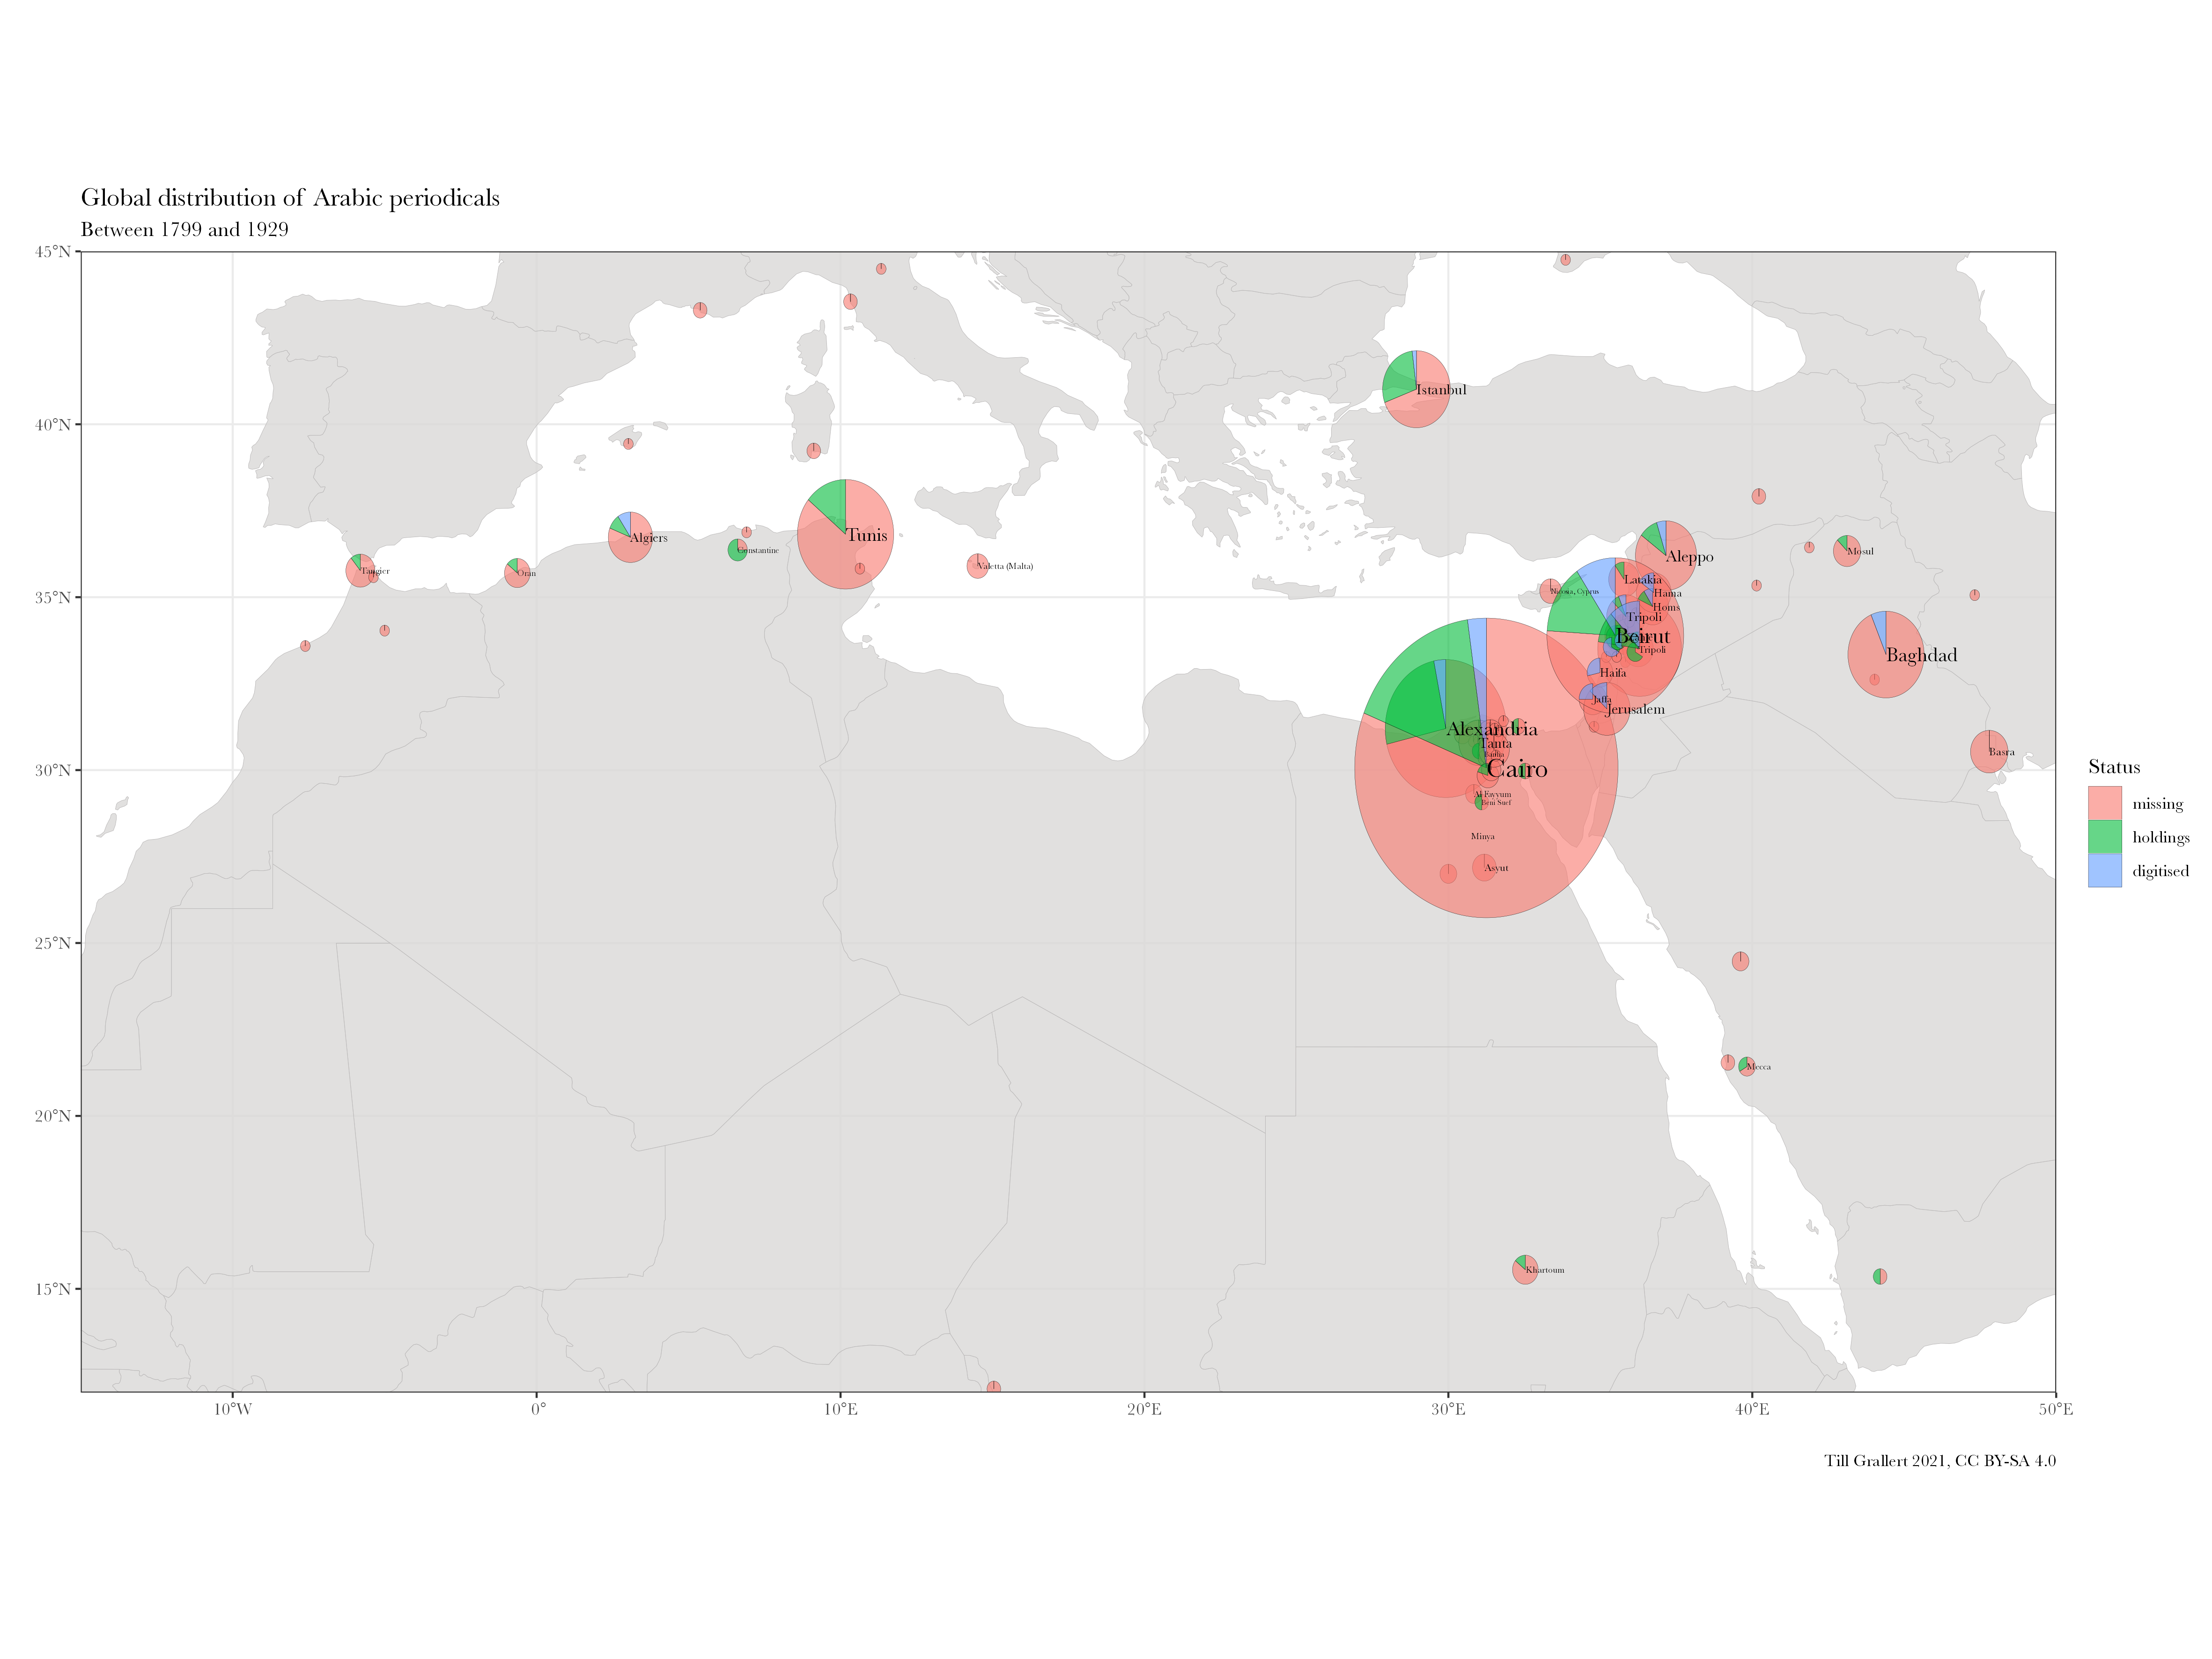 Global distribution of Arabic periodicals
Between 1799 and 1929
45°N
40°N
35°N
30°N
25°N
20°N
15°N
Istanbul
Algiers
Constantine
Tunis
Tangier
Oran
Valetta (Malta)
Aleppo
Mosul
Latakia
Nicosia, Cyprus
Hama
Homs
Tripoli
Beirut
Tripoli
Baghdad
Haifa
Jaffa
Jerusalem
Alexandria
Tanta
Banha
Cairo
Basra
Al Fayyum
Beni Suef
Minya
Asyut
Mecca
Khartoum
Status
missing
holdings
digitised
10°W
0°
10°E
20°E
30°E
40°E
50°E
Till Grallert 2021, CC BY-SA 4.0